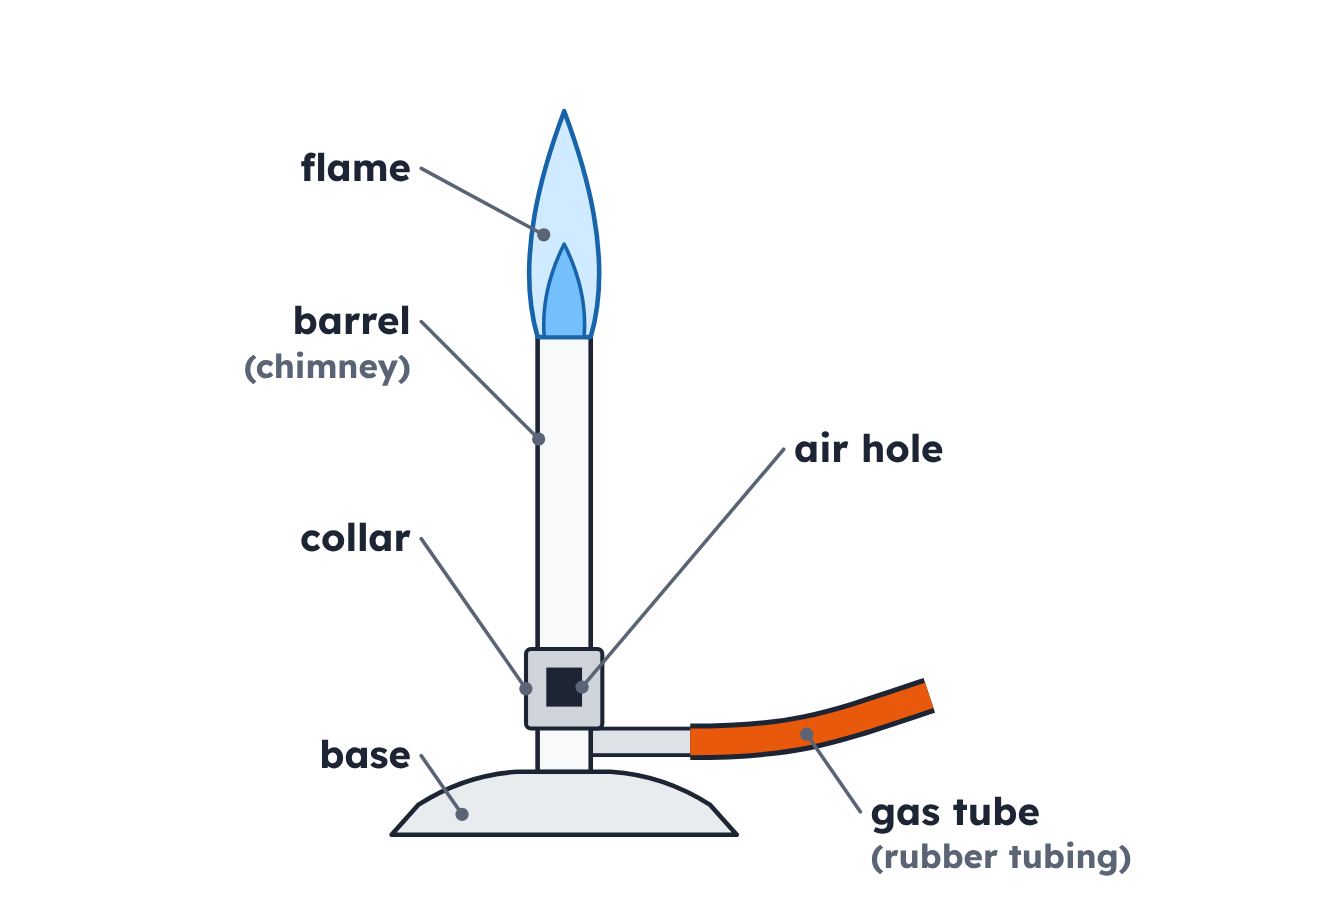 flame
barrel
(chimney)
air hole
collar
base
gas tube
(rubber tubing)